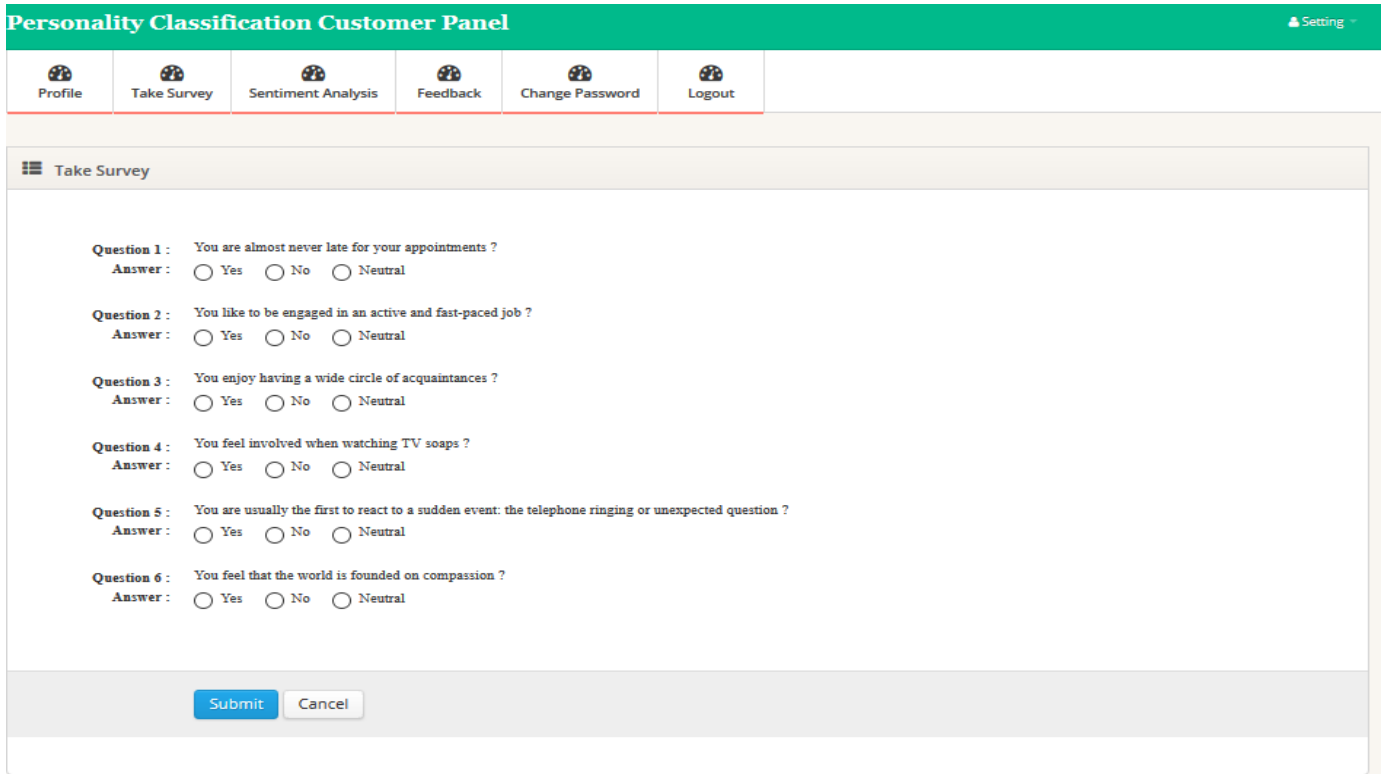 Personality Classification Customer Panel
Setting
Profile Take Survey Sentiment Analysis Feedback Change Password Logout
Take Survey
Question 1 : You are almost never late for your appointments ?
Answer : Yes No Neutral
Question 2 : You like to be engaged in an active and fast-paced job ?
Answer : Yes No Neutral
Question 3 : You enjoy having a wide circle of acquaintances ?
Answer : Yes No Neutral
Question 4 : You feel involved when watching TV soaps ?
Answer : Yes No Neutral
Question 5 : You are usually the first to react to a sudden event: the telephone ringing or unexpected question ?
Answer : Yes No Neutral
Question 6 : You feel that the world is founded on compassion ?
Answer : Yes No Neutral
Submit Cancel